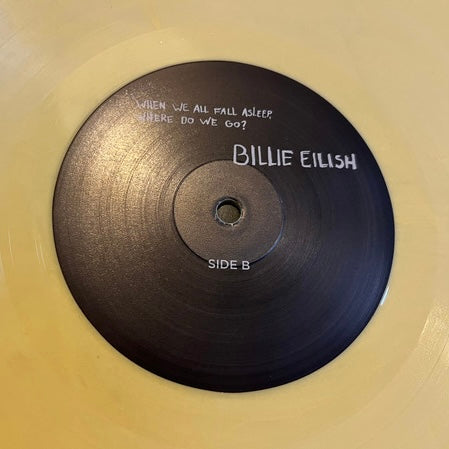 WHEN WE ALL FALL ASLEEP,
WHERE DO WE GO?
BILLIE EILISH
SIDE B